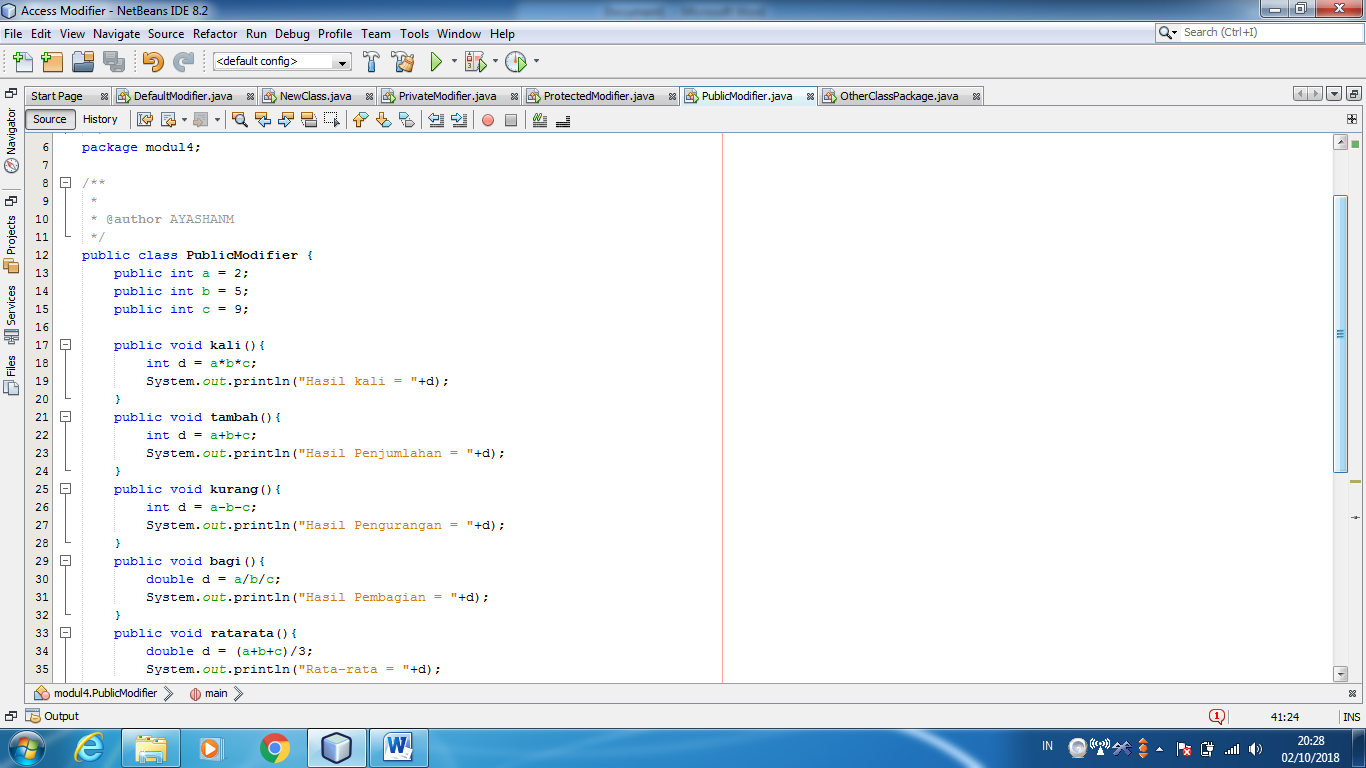 Access Modifier - NetBeans IDE 8.2
File Edit View Navigate Source Refactor Run Debug Profile Team Tools Window Help
Search (Ctrl+I)
<default config>
Start Page DefaultModifier.java NewClass.java PrivateModifier.java ProtectedModifier.java PublicModifier.java OtherClassPackage.java
Source History
Navigator
Projects
Services
Files
6 package modul4;
7
8 /**
9 *
10 * @author AYASHANM
11 */
12 public class PublicModifier {
13 public int a = 2;
14 public int b = 5;
15 public int c = 9;
16
17 public void kali(){
18 int d = a*b*c;
19 System.out.println("Hasil kali = "+d);
20 }
21 public void tambah(){
22 int d = a+b+c;
23 System.out.println("Hasil Penjumlahan = "+d);
24 }
25 public void kurang(){
26 int d = a-b-c;
27 System.out.println("Hasil Pengurangan = "+d);
28 }
29 public void bagi(){
30 double d = a/b/c;
31 System.out.println("Hasil Pembagian = "+d);
32 }
33 public void ratarata(){
34 double d = (a+b+c)/3;
35 System.out.println("Rata-rata = "+d);
modul4.PublicModifier main
Output
1 41:24 INS
IN
20:28
02/10/2018